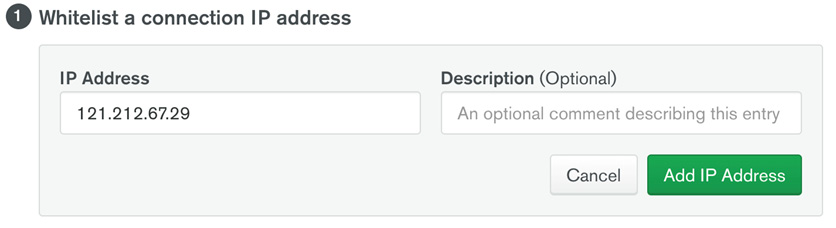 1 Whitelist a connection IP address
IP Address
Description (Optional)
121.212.67.29
An optional comment describing this entry
Cancel
Add IP Address